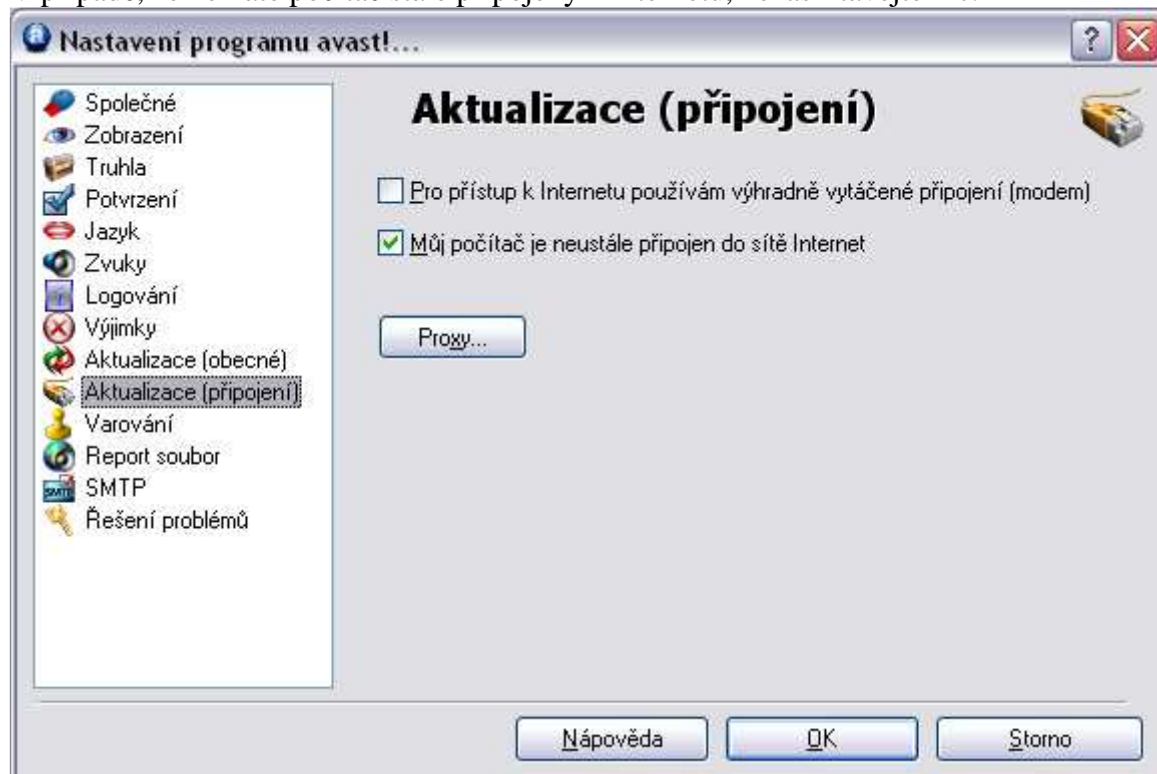 Nastavení programu avast!...
Společné
Zobrazení
Truhla
Potvrzení
Jazyk
Zvuky
Logování
Výjimky
Aktualizace (obecné)
Aktualizace (připojení)
Varování
Report soubor
SMTP
Řešení problémů
Aktualizace (připojení)
Pro přístup k Internetu používám výhradně vytáčené připojení (modem)
Můj počítač je neustále připojen do sítě Internet
Proxy...
Nápověda
OK
Storno